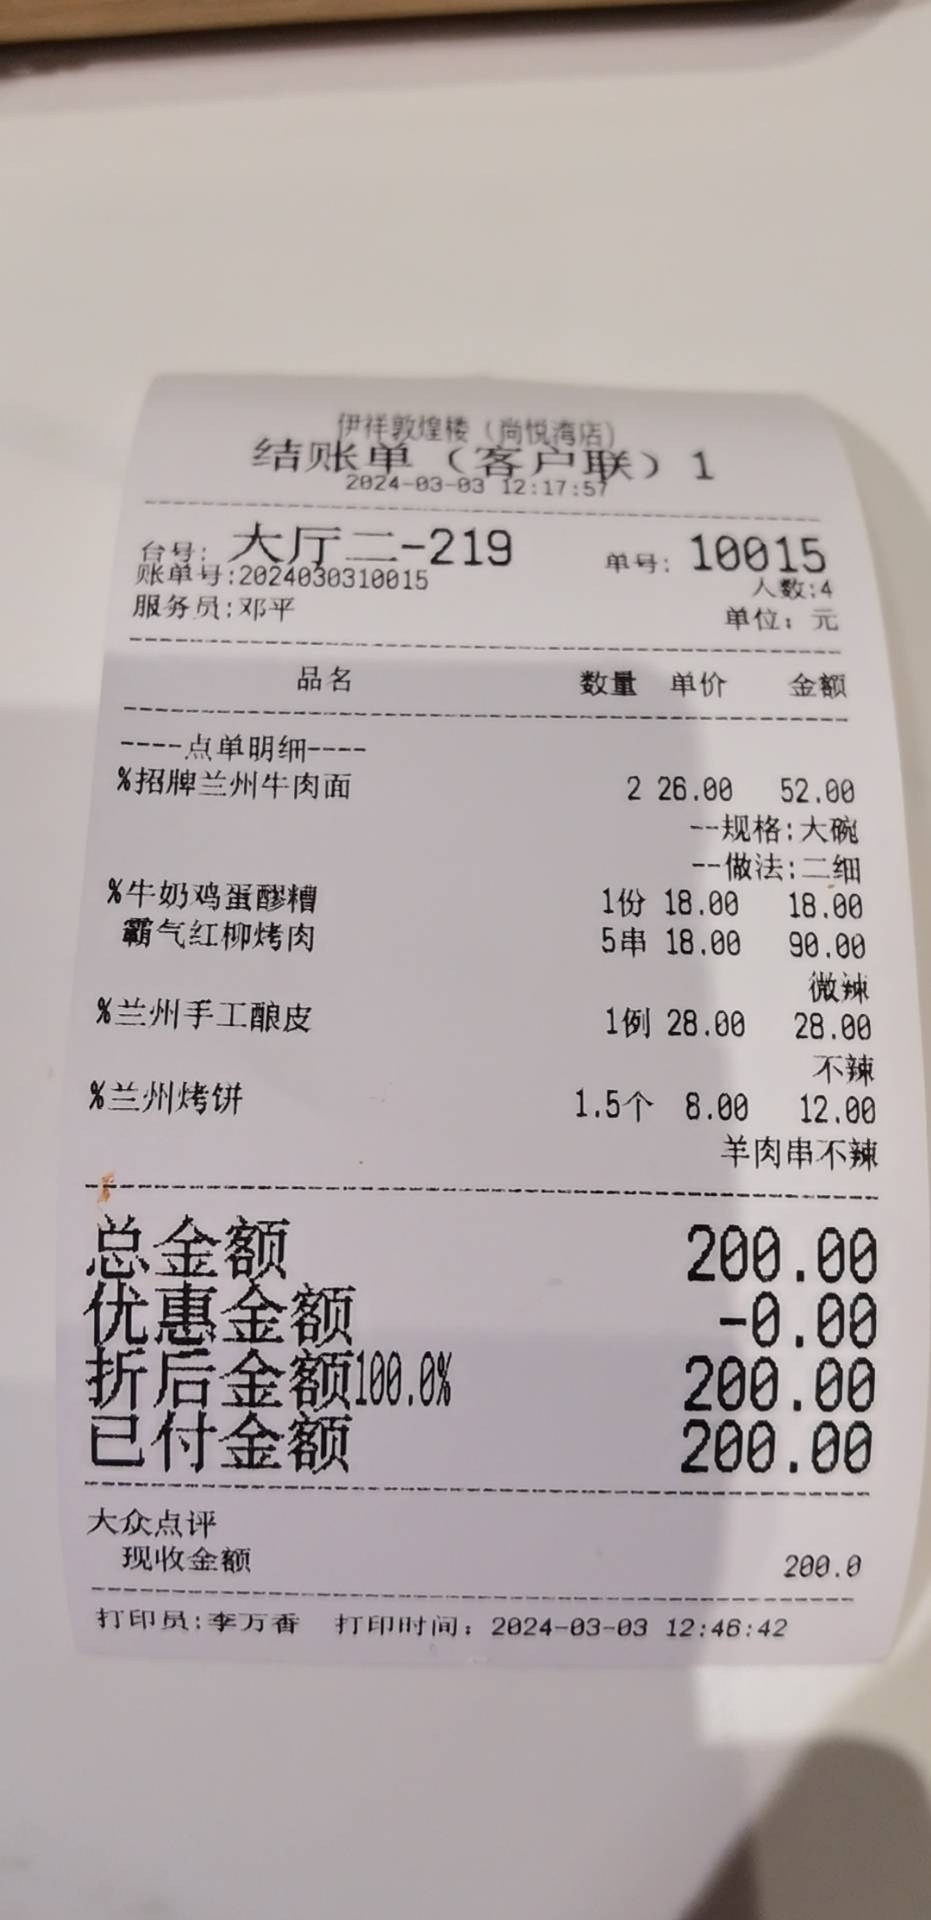 伊祥敦煌楼（尚悦湾店）
结账单（客户联）1
2024-03-03 12:17:57
台号: 大厅二-219 单号: 10015
账单号:2024030310015 人数:4
服务员:邓平 单位: 元
品名 数量 单价 金额
----点单明细----
%招牌兰州牛肉面 2 26.00 52.00
--规格:大碗
--做法:二细
%牛奶鸡蛋醪糟 1份 18.00 18.00
霸气红柳烤肉 5串 18.00 90.00
微辣
%兰州手工酿皮 1例 28.00 28.00
不辣
%兰州烤饼 1.5个 8.00 12.00
羊肉串不辣
总金额 200.00
优惠金额 -0.00
折后金额100.0% 200.00
已付金额 200.00
大众点评
现收金额 200.0
打印员:李万香 打印时间: 2024-03-03 12:46:42